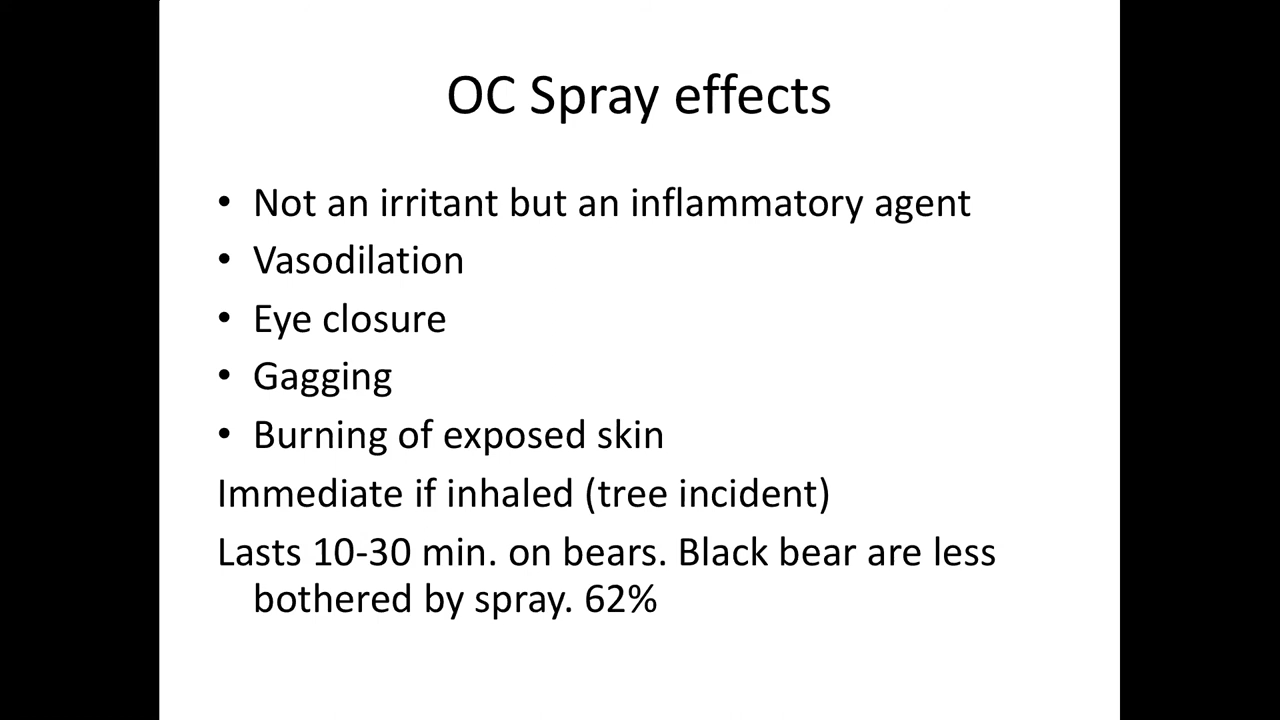 OC Spray effects
• Not an irritant but an inflammatory agent
• Vasodilation
• Eye closure
• Gagging
• Burning of exposed skin
Immediate if inhaled (tree incident)
Lasts 10-30 min. on bears. Black bear are less
bothered by spray. 62%